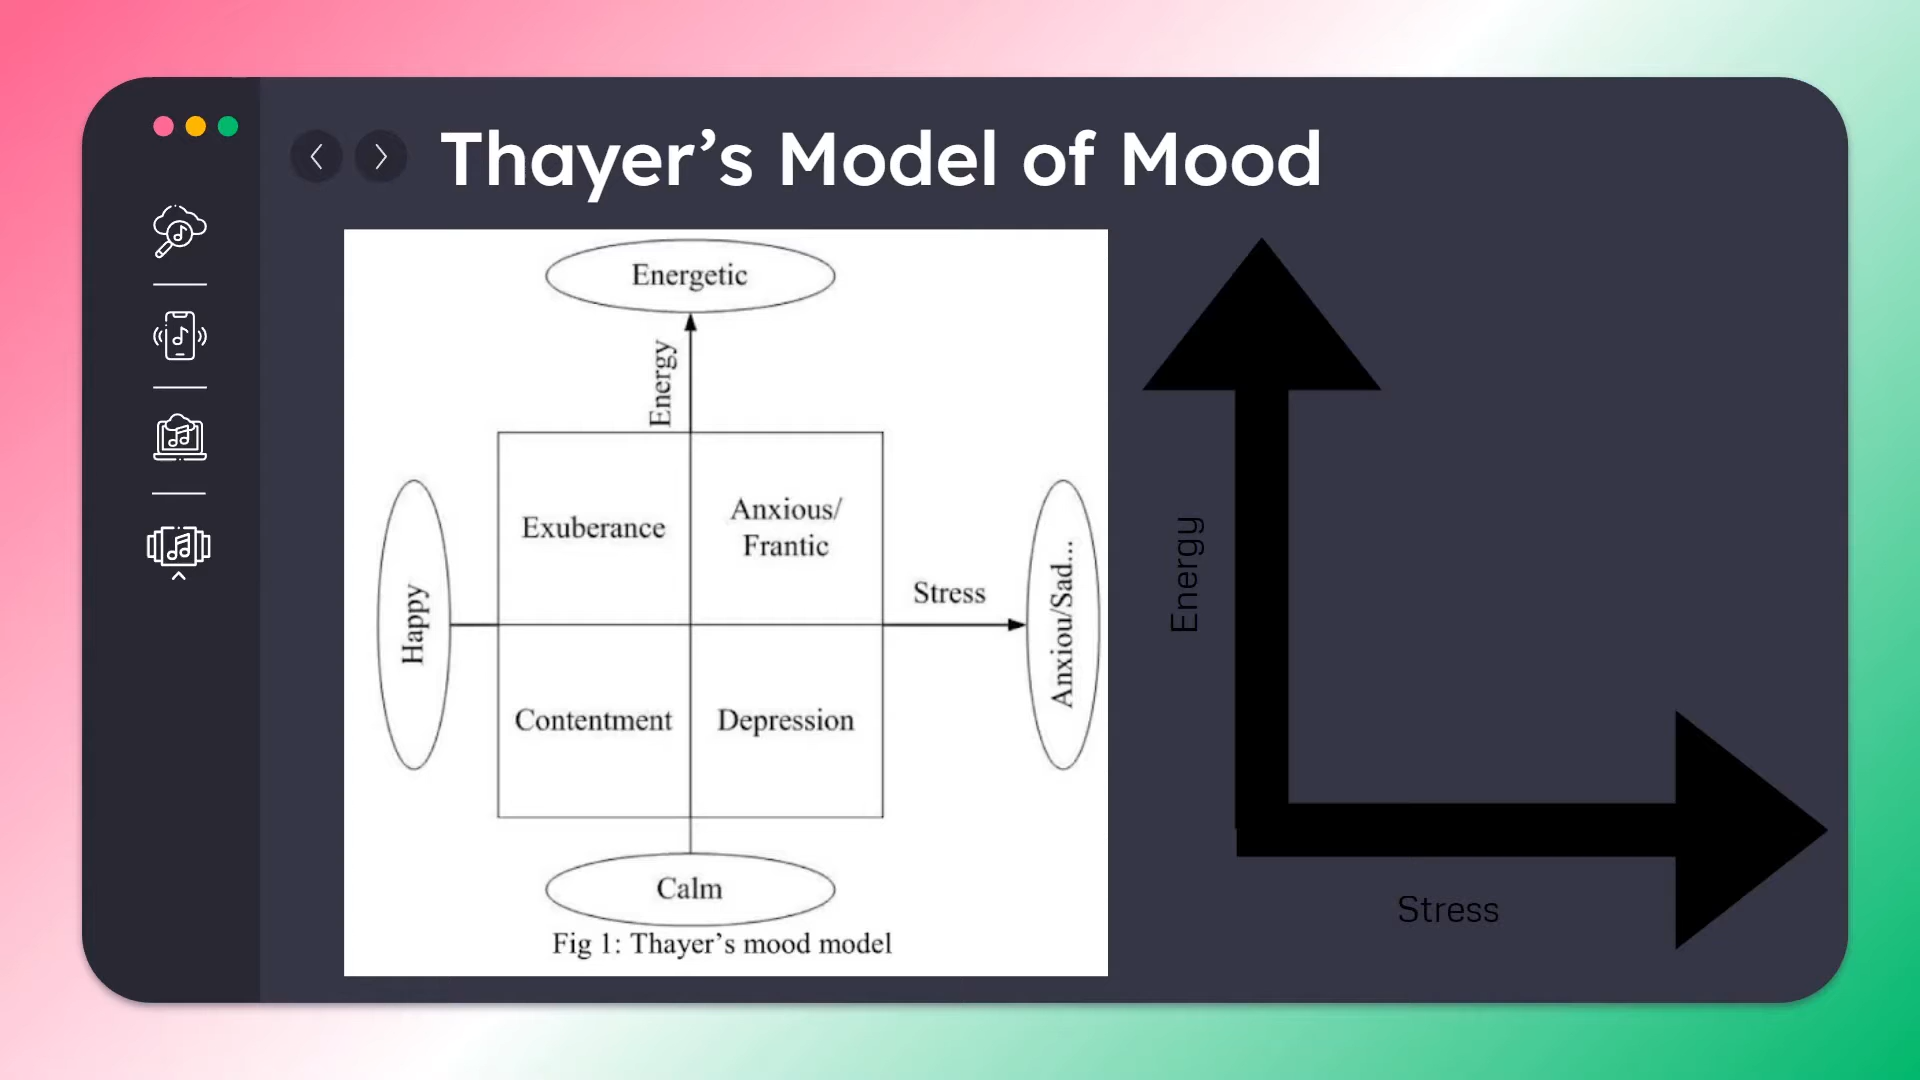 Thayer’s Model of Mood
Energetic
Energy
Exuberance
Anxious/
Frantic
Happy
Stress
Anxiou/Sad...
Contentment
Depression
Calm
Fig 1: Thayer’s mood model
Energy
Stress